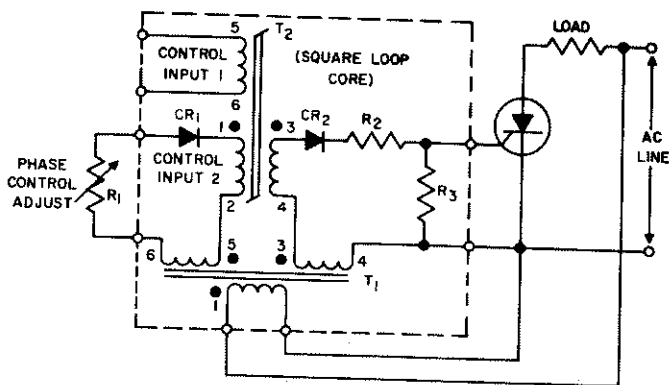 5
T2
LOAD
CONTROL
INPUT 1
(SQUARE LOOP
CORE)
AC
LINE
6
CR1
1
3
CR2
R2
PHASE
CONTROL
ADJUST
R1
CONTROL
INPUT 2
R3
2
4
6
5
3
4
T1
1